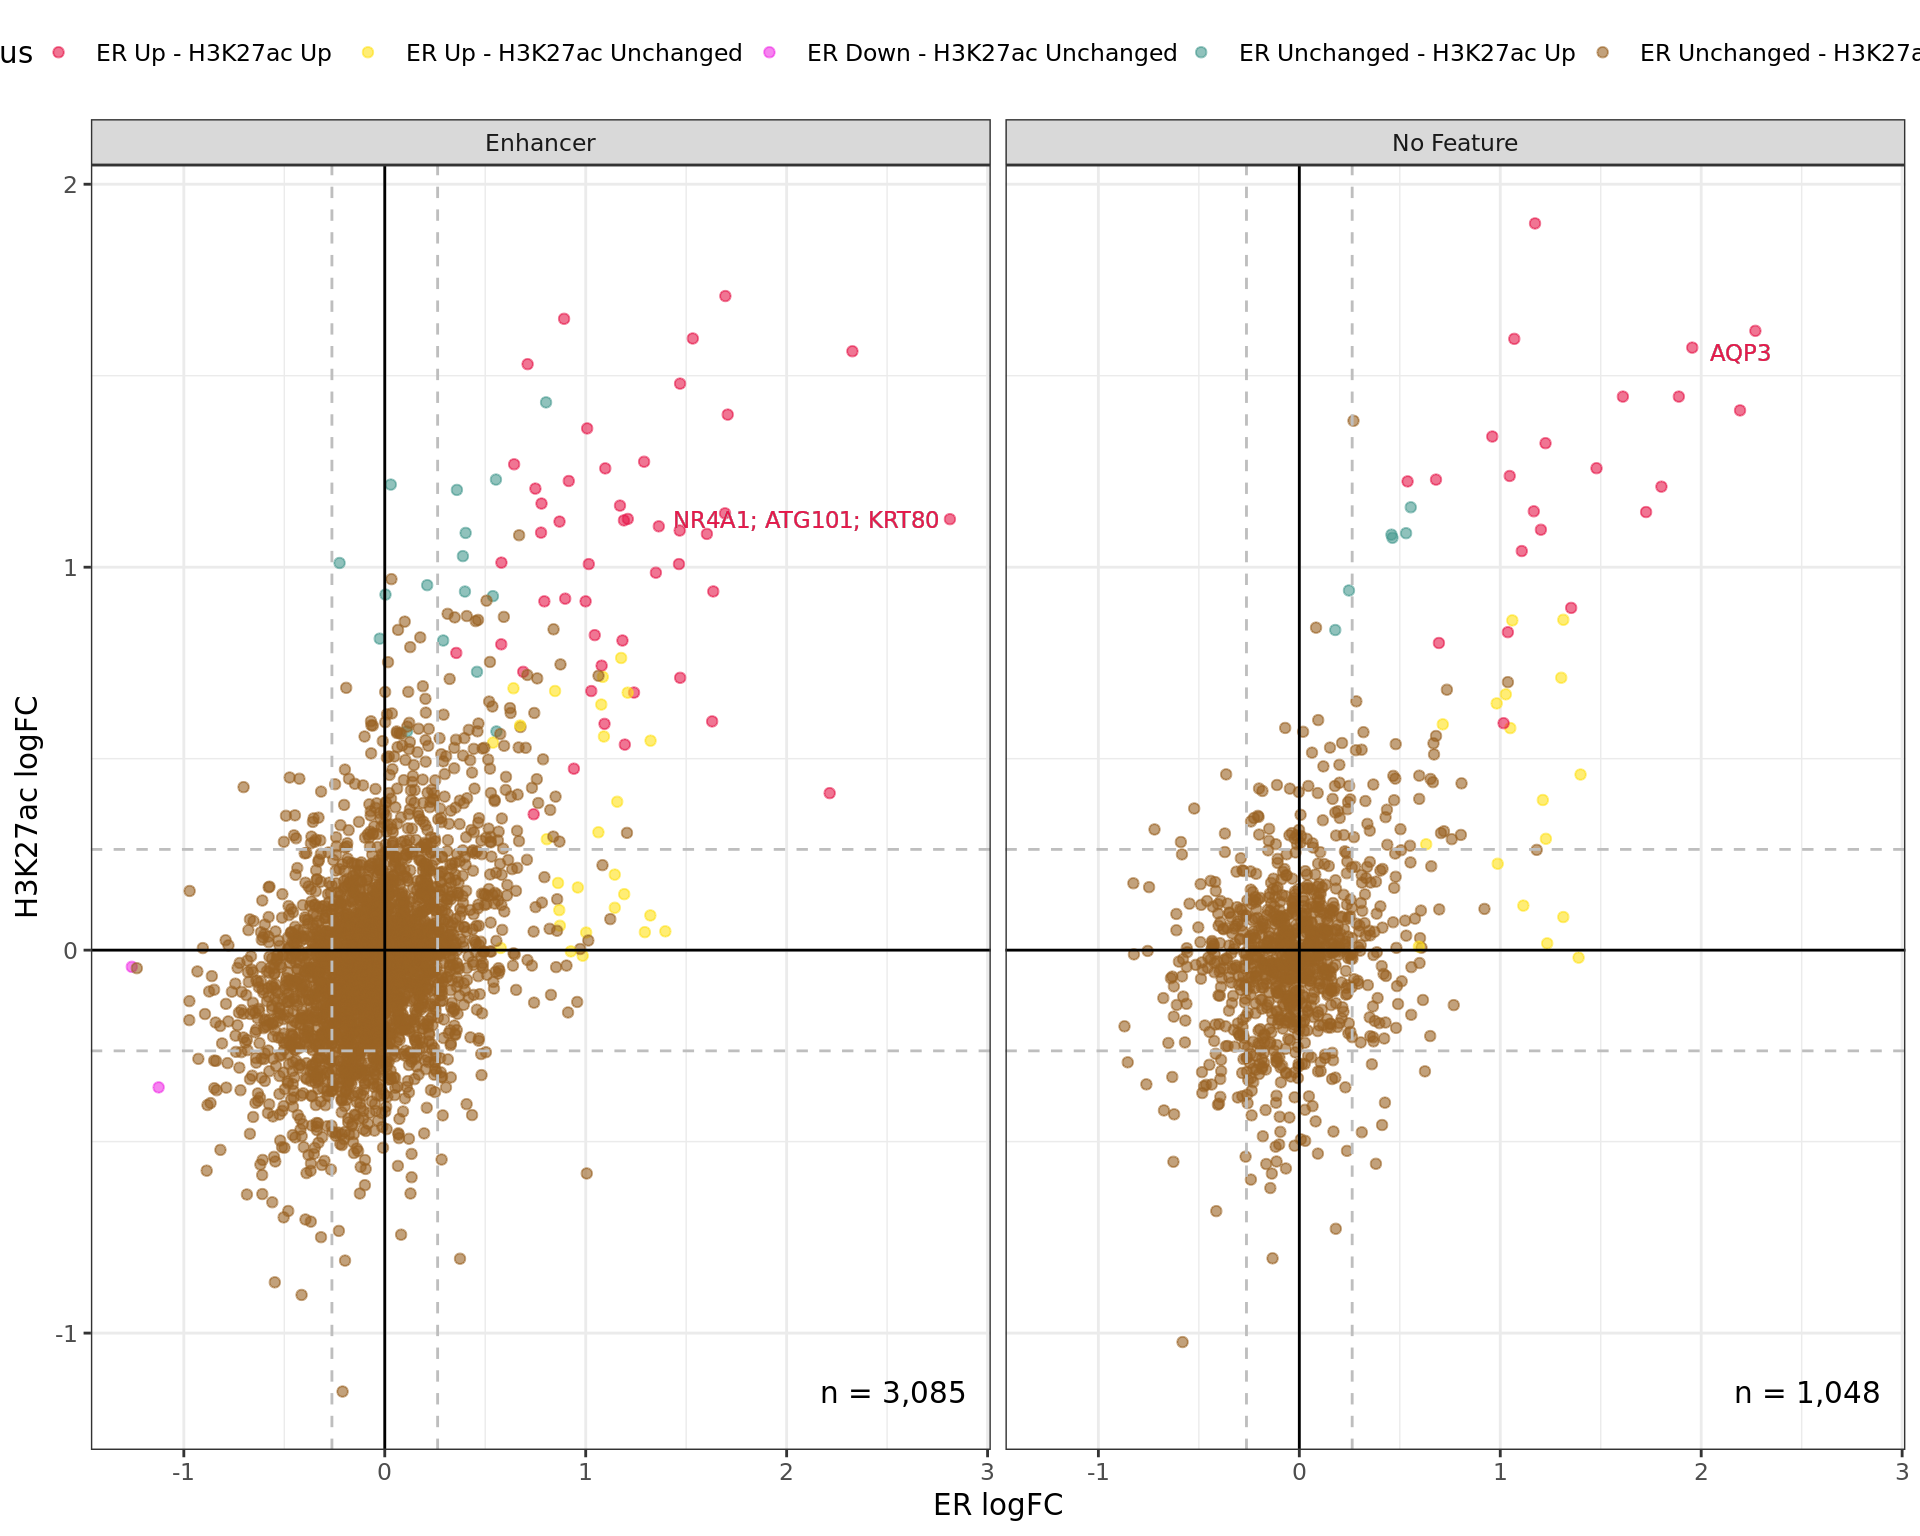 us ER Up - H3K27ac Up ER Up - H3K27ac Unchanged ER Down - H3K27ac Unchanged ER Unchanged - H3K27ac Up ER Unchanged - H3K27a
Enhancer No Feature
2
AQP3
NR4A1; ATG101; KRT80
1
H3K27ac logFC
0
-1
n = 3,085 n = 1,048
-1 0 1 2 3 -1 0 1 2 3
ER logFC